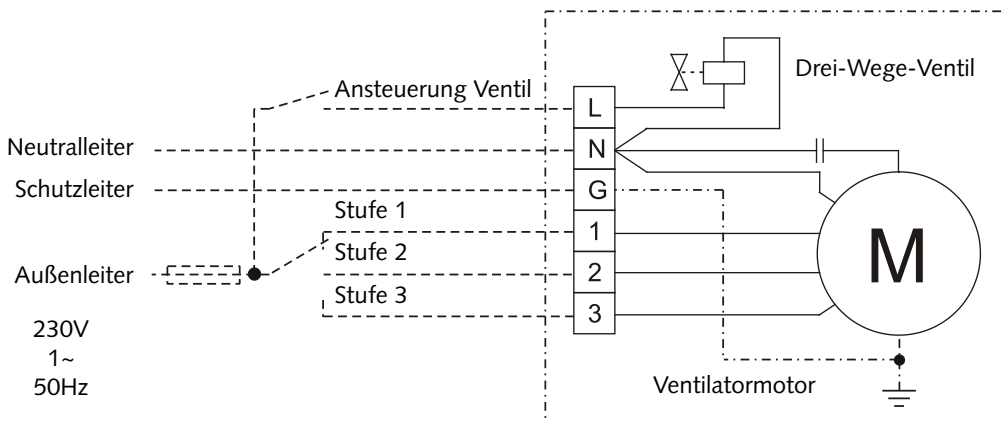 Drei-Wege-Ventil
Ansteuerung Ventil
L
Neutralleiter
N
Schutzleiter
G
Stufe 1
1
Stufe 2
Außenleiter
2
Stufe 3
3
M
230V
1~
50Hz
Ventilatormotor